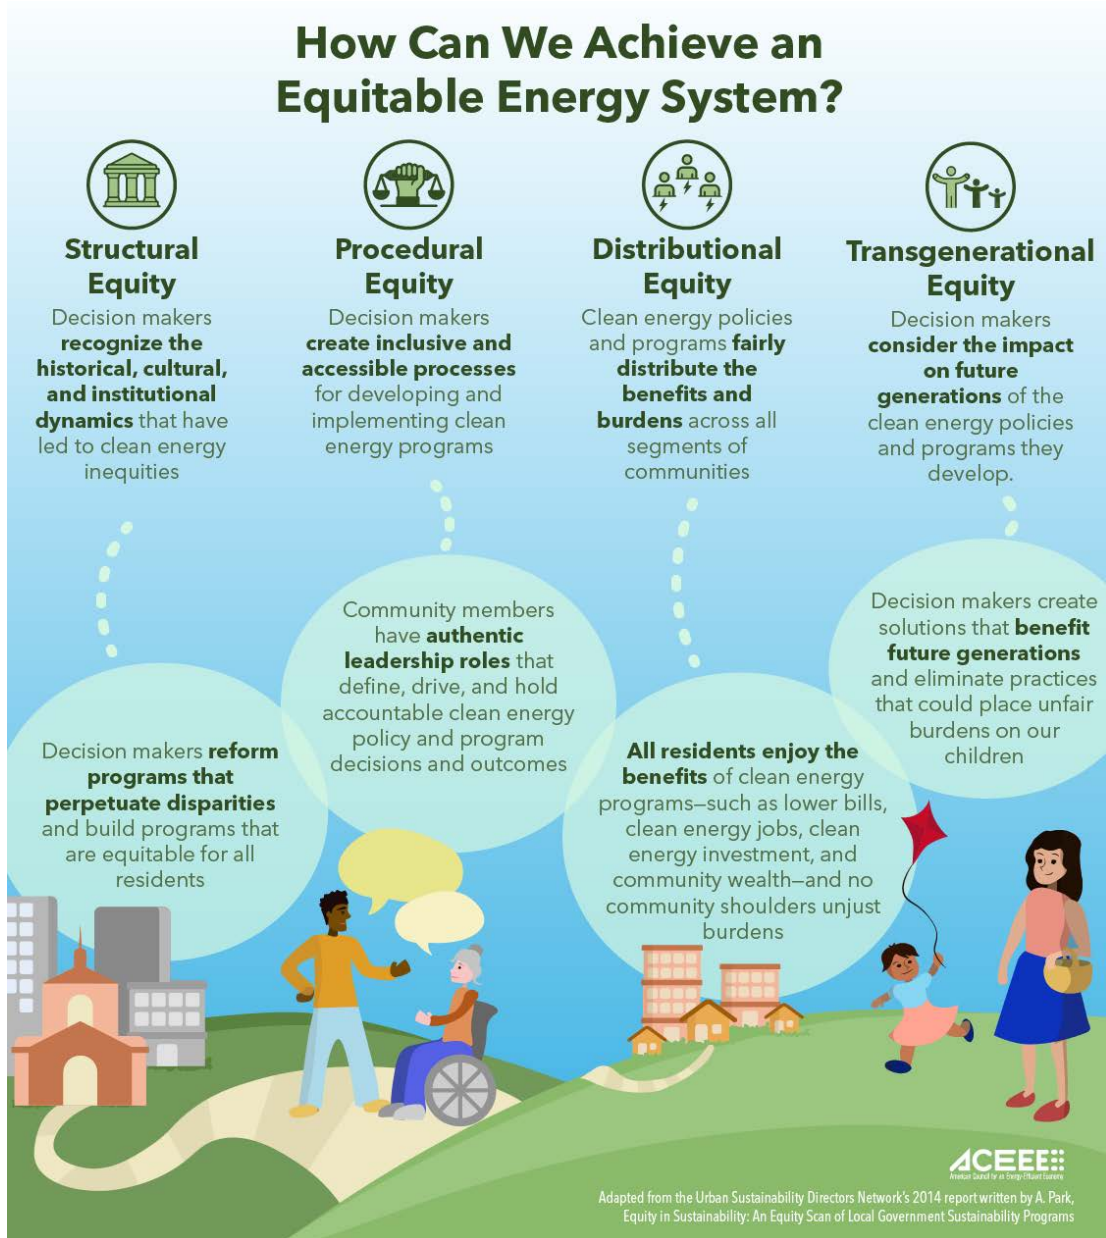 How Can We Achieve an
Equitable Energy System?
Structural
Equity
Decision makers
recognize the
historical, cultural,
and institutional
dynamics that have
led to clean energy
inequities
Procedural
Equity
Decision makers
create inclusive and
accessible processes
for developing and
implementing clean
energy programs
Distributional
Equity
Clean energy policies
and programs fairly
distribute the
benefits and
burdens across all
segments of
communities
Transgenerational
Equity
Decision makers
consider the impact
on future
generations of the
clean energy policies
and programs they
develop.
Decision makers reform
programs that
perpetuate disparities
and build programs that
are equitable for all
residents
Community members
have authentic
leadership roles that
define, drive, and hold
accountable clean energy
policy and program
decisions and outcomes
All residents enjoy the
benefits of clean energy
programs—such as lower bills,
clean energy jobs, clean
energy investment, and
community wealth—and no
community shoulders unjust
burdens
Decision makers create
solutions that benefit
future generations
and eliminate practices
that could place unfair
burdens on our
children
ACEEE
American Council for an Energy-Efficient Economy
Adapted from the Urban Sustainability Directors Network's 2014 report written by A. Park,
Equity in Sustainability: An Equity Scan of Local Government Sustainability Programs